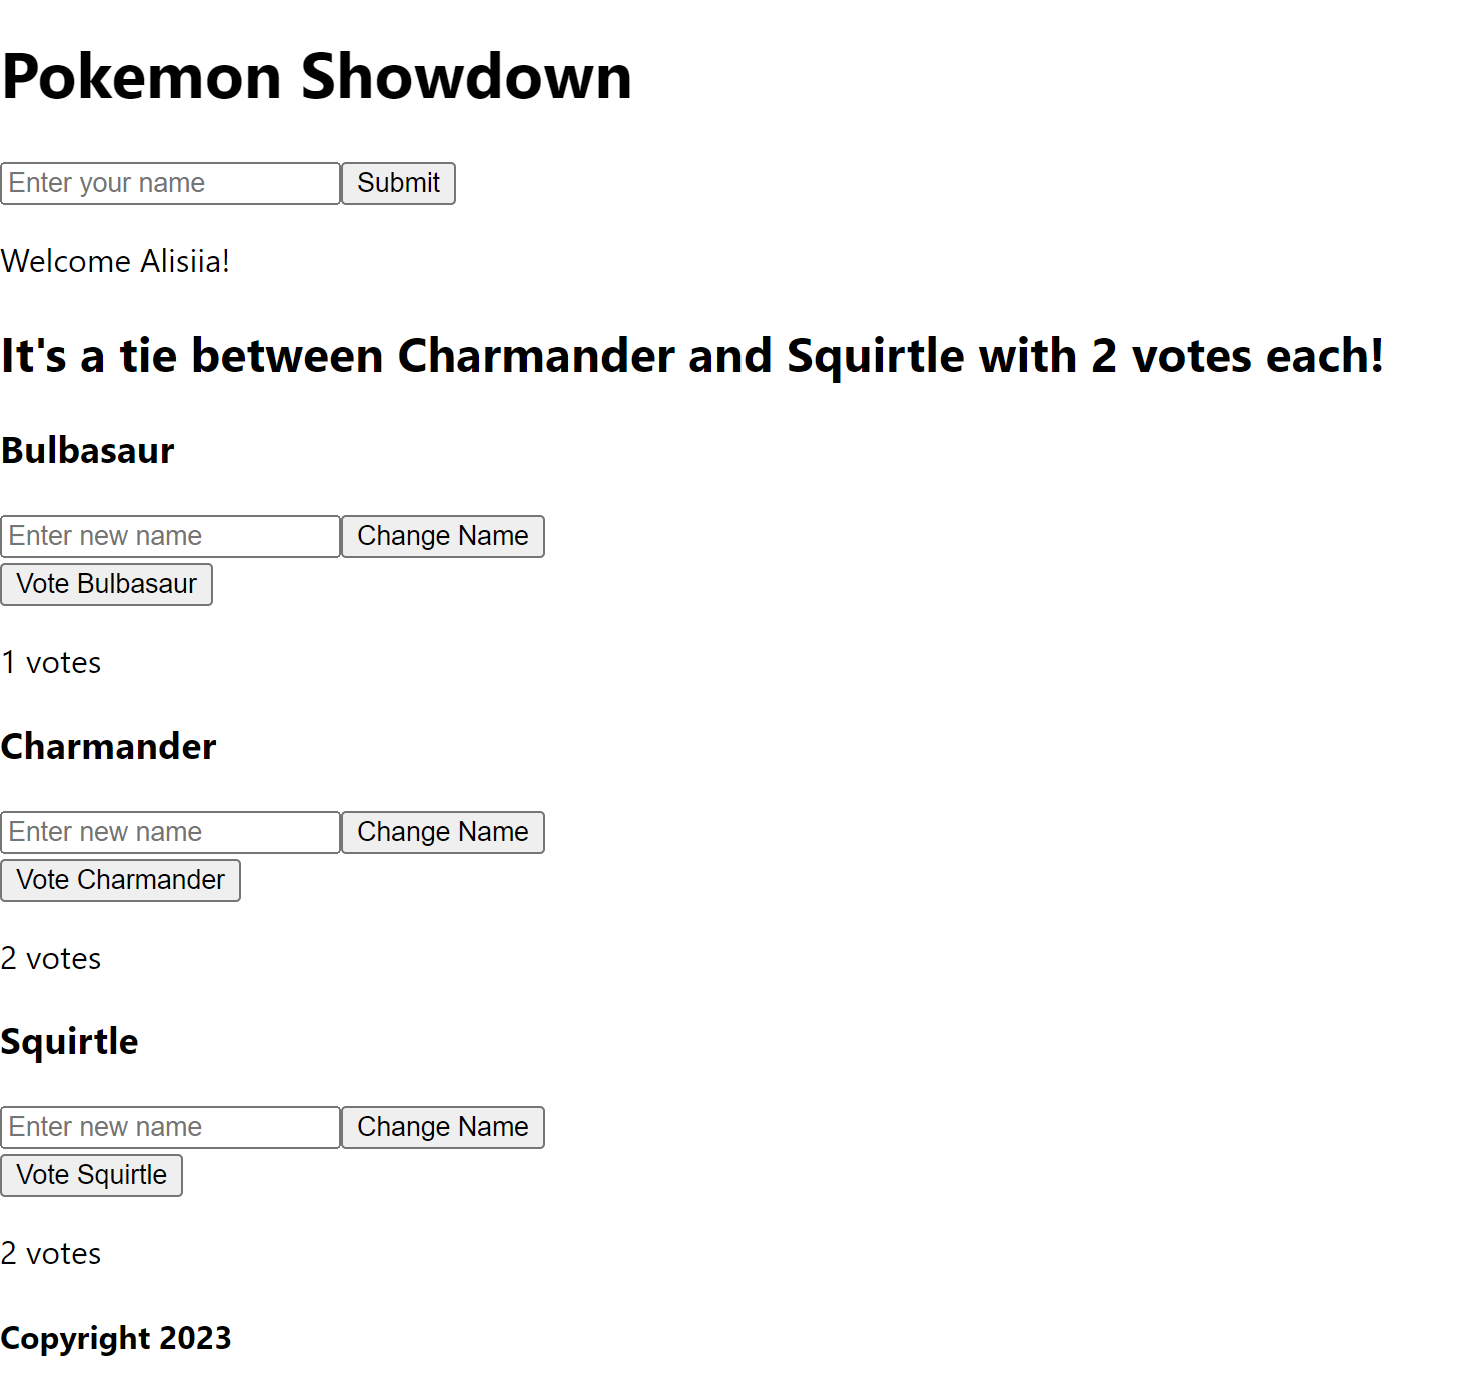 Pokemon Showdown
Enter your name Submit
Welcome Alisiia!
It's a tie between Charmander and Squirtle with 2 votes each!
Bulbasaur
Enter new name Change Name
Vote Bulbasaur
1 votes
Charmander
Enter new name Change Name
Vote Charmander
2 votes
Squirtle
Enter new name Change Name
Vote Squirtle
2 votes
Copyright 2023